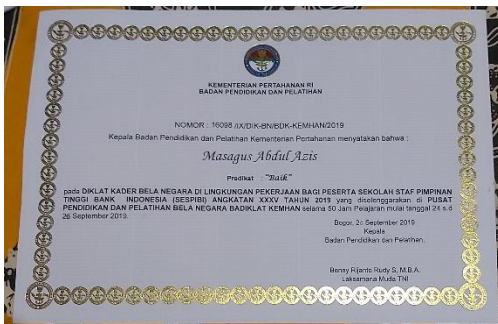 KEMENTERIAN PERTAHANAN RI
BADAN PENDIDIKAN DAN PELATIHAN
NOMOR : 16098 /IX/DIK-BN/BDK-KEMHAN/2019
Kepala Badan Pendidikan dan Pelatihan Kementerian Pertahanan menyatakan bahwa :
Masagus Abdul Azis
Predikat : "Baik"
pada DIKLAT KADER BELA NEGARA DI LINGKUNGAN PEKERJAAN BAGI PESERTA SEKOLAH STAF PIMPINAN
TINGGI BANK INDONESIA (SESPIBI) ANGKATAN XXXV TAHUN 2019 yang diselenggarakan di PUSAT
PENDIDIKAN DAN PELATIHAN BELA NEGARA BADIKLAT KEMHAN selama 50 Jam Pelajaran mulai tanggal 24 s.d
26 September 2019.
Bogor, 26 September 2019
Kepala
Badan Pendidikan dan Pelatihan,
Benny Rijanto Rudy S, M.B.A.
Laksamana Muda TNI